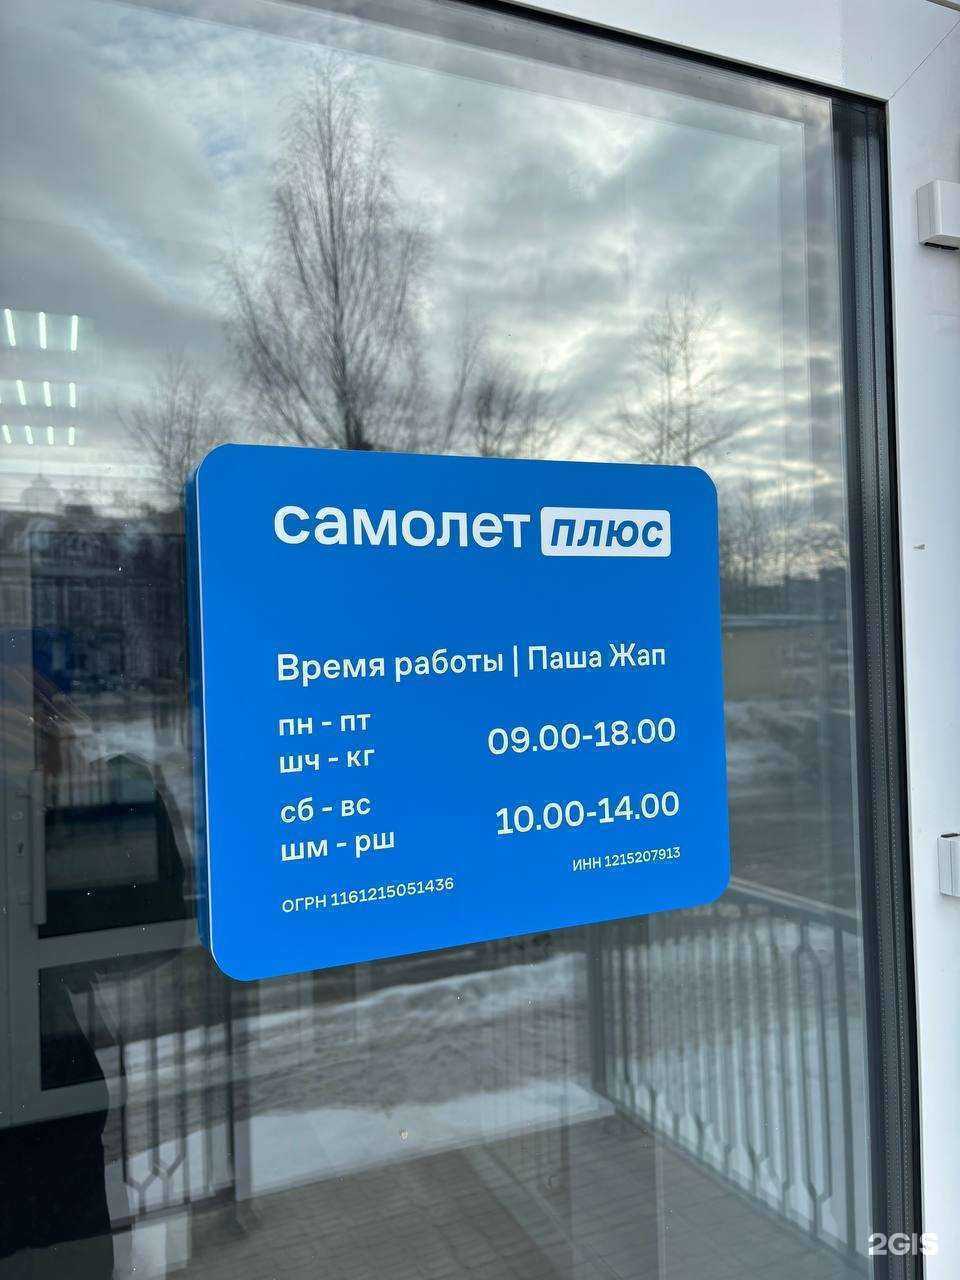 самолет плюс
Время работы | Паша Жап
пн - пт
шч - кг
09.00-18.00
сб - вс
шм - рш
10.00-14.00
ОГРН 1161215051436
ИНН 1215207913
2GIS